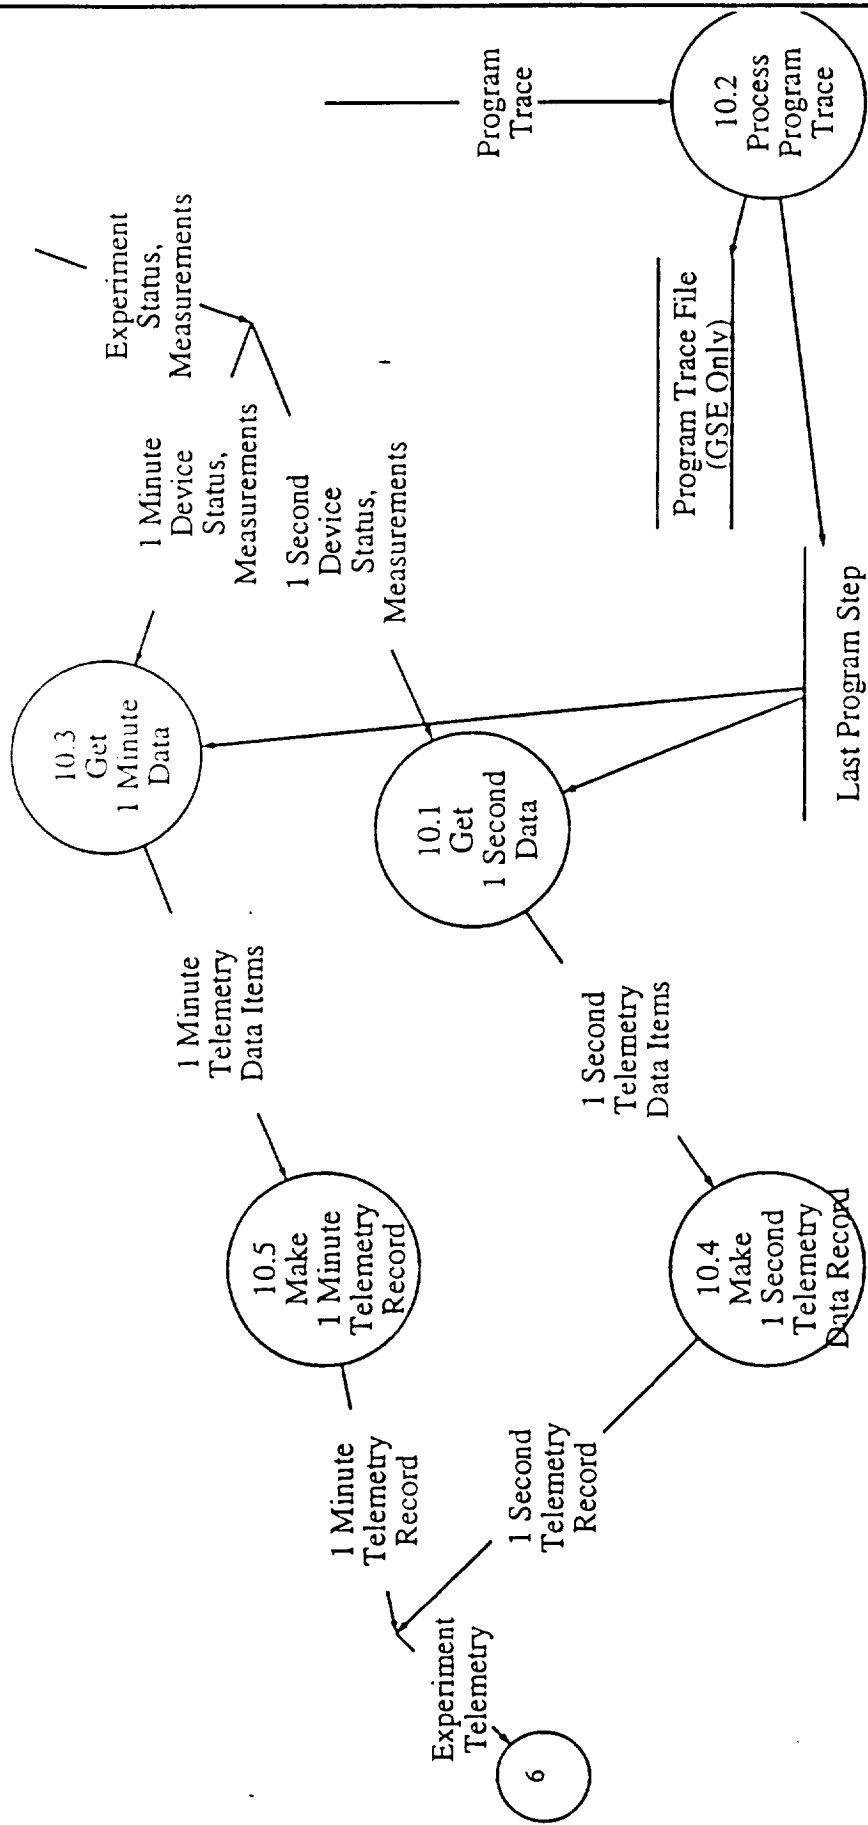 Experiment
Status,
Measurements
1 Minute
Device
Status,
Measurements
1 Second
Device
Status,
Measurements
Program
Trace
10.2
Process
Program
Trace
Program Trace File
(GSE Only)
Last Program Step
10.3
Get
1 Minute
Data
10.1
Get
1 Second
Data
1 Minute
Telemetry
Data Items
1 Second
Telemetry
Data Items
10.5
Make
1 Minute
Telemetry
Record
10.4
Make
1 Second
Telemetry
Data Record
1 Minute
Telemetry
Record
1 Second
Telemetry
Record
Experiment
Telemetry
6